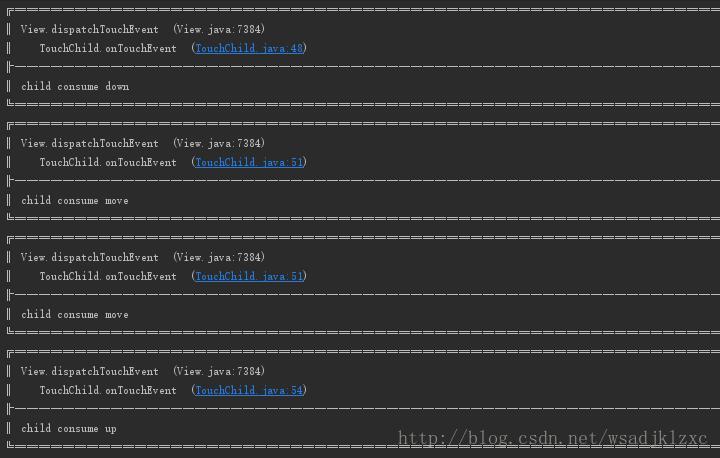 View.dispatchTouchEvent (View.java:7384)
TouchChild.onTouchEvent (TouchChild.java:48)
child consume down
View.dispatchTouchEvent (View.java:7384)
TouchChild.onTouchEvent (TouchChild.java:51)
child consume move
View.dispatchTouchEvent (View.java:7384)
TouchChild.onTouchEvent (TouchChild.java:51)
child consume move
View.dispatchTouchEvent (View.java:7384)
TouchChild.onTouchEvent (TouchChild.java:54)
child consume up
http://blog.csdn.net/wsadjklzxc